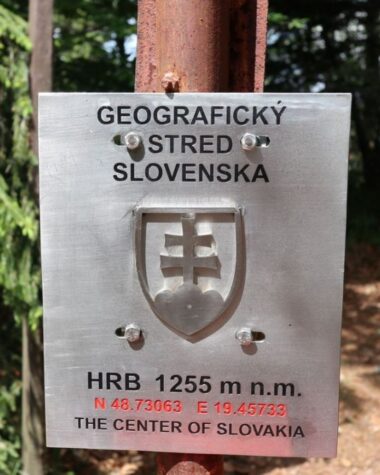 GEOGRAFICKÝ
STRED
SLOVENSKA
HRB 1255 m n.m.
N 48.73063 E 19.45733
THE CENTER OF SLOVAKIA